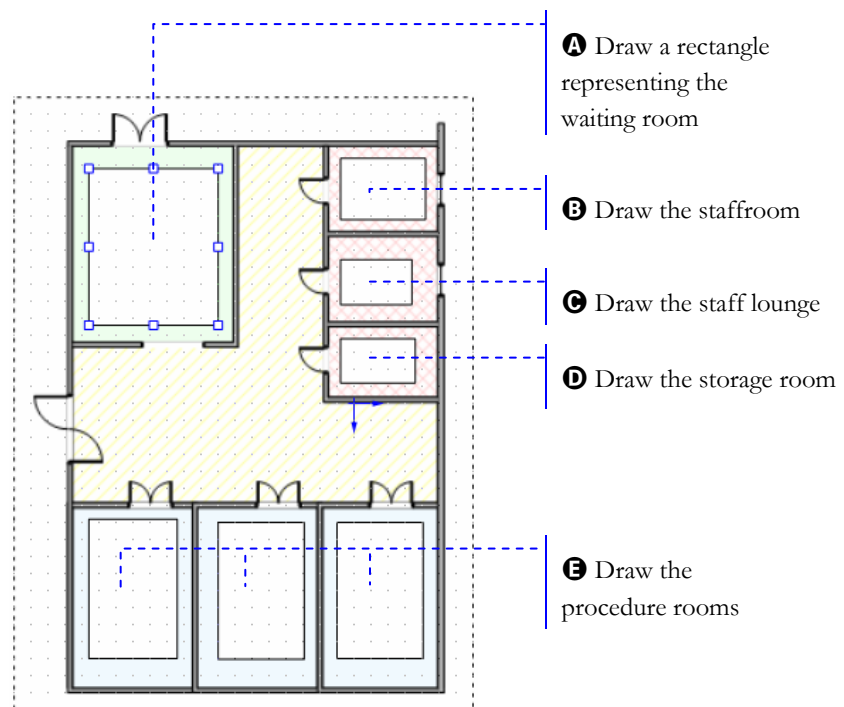 A Draw a rectangle
representing the
waiting room
B Draw the staffroom
C Draw the staff lounge
D Draw the storage room
E Draw the
procedure rooms